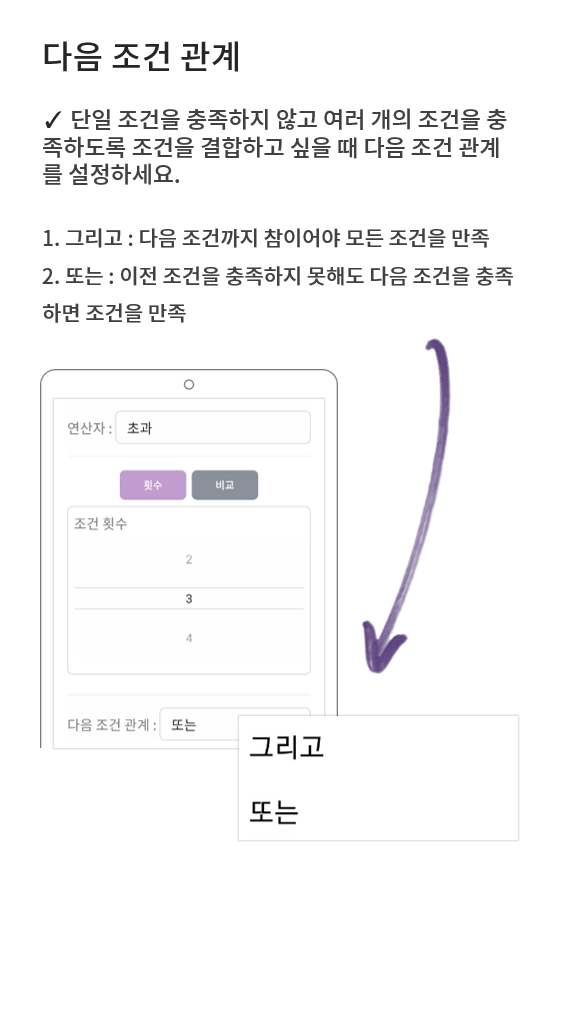 다음 조건 관계
✓ 단일 조건을 충족하지 않고 여러 개의 조건을 충
족하도록 조건을 결합하고 싶을 때 다음 조건 관계
를 설정하세요.
1. 그리고 : 다음 조건까지 참이어야 모든 조건을 만족
2. 또는 : 이전 조건을 충족하지 못해도 다음 조건을 충족
하면 조건을 만족
연산자 : 초과
횟수 비교
조건 횟수
2
3
4
다음 조건 관계 : 또는
그리고
또는